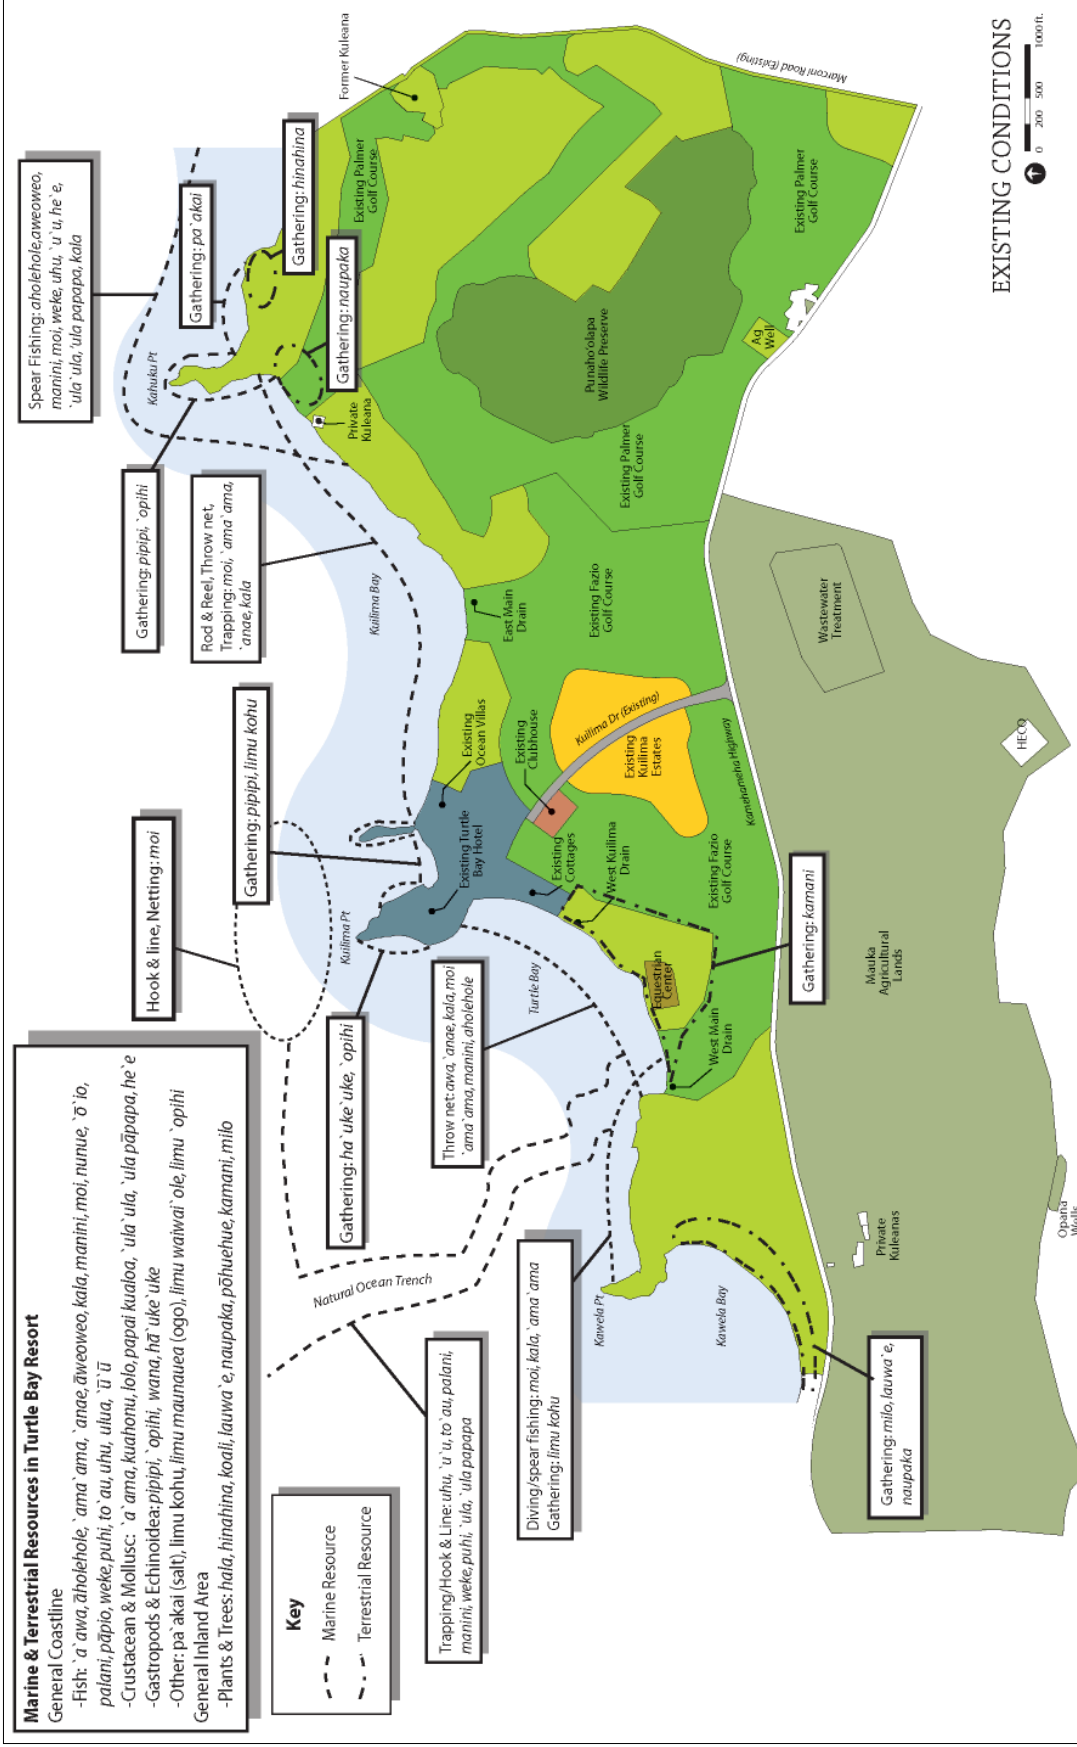 Marine & Terrestrial Resources in Turtle Bay Resort
General Coastline
-Fish: `a`awa, āholehole, `ama`ama, `anae, āweoweo, kala, manini, moi, nunue, `ō`io,
palani, pāpio, weke, puhi, to`au, uhu, ulua, `ū`ū
-Crustacean & Mollusc: `a`ama, kuahonu, lolo, papai kualoa, `ula`ula, `ula pāpapa, he`e
-Gastropods & Echinoidea: pipipi, `opihi, wana, hā`uke`uke
-Other: pa`akai (salt), limu kohu, limu maunauea (ogo), limu waiwai`ole, limu `opihi
General Inland Area
-Plants & Trees: hala, hinahina, koali, lauwa`e, naupaka, pōhuehue, kamani, milo
Key
Marine Resource
Terrestrial Resource
Trapping/Hook & Line: uhu, `u`u, to`au, palani,
manini, weke, puhi, `ula, `ula papapa
Natural Ocean Trench
Diving/spear fishing: moi, kala, `ama`ama
Gathering: limu kohu
Kawela Pt
Kawela Bay
Gathering: milo, lauwa`e,
naupaka
Hook & line, Netting: moi
Gathering: ha`uke`uke, `opihi
Throw net: awa, `anae, kala, moi
`ama`ama, manini, aholehole
Gathering: pipipi, limu kohu
Kuilima Pt
Turtle Bay
Existing Turtle
Bay Hotel
Existing
Ocean Villas
Existing
Cottages
Existing
Clubhouse
West Kuilima
Drain
Equestrian
Center
West Main
Drain
Gathering: kamani
Existing Fazio
Golf Course
Kuilima Dr (Existing)
Existing
Kuilima
Estates
Kamehameha Highway
Mauka
Agricultural
Lands
Private
Kuleanas
Opana
Wells
HECO
Wastewater
Treatment
Spear Fishing: aholehole, aweoweo,
manini, moi, weke, uhu, `u`u, he`e,
`ula`ula, `ula papapa, kala
Gathering: pipipi, `opihi
Rod & Reel, Throw net,
Trapping: moi, `ama`ama,
`anae, kala
Kuilima Bay
Kahuku Pt
Gathering: pa`akai
Gathering: hinahina
Gathering: naupaka
Private
Kuleana
East Main
Drain
Existing Fazio
Golf Course
Existing Palmer
Golf Course
Former Kuleana
Existing Palmer
Golf Course
Punaho'olapa
Wildlife Preserve
Ag
Well
Existing Palmer
Golf Course
Marconi Road (Existing)
EXISTING CONDITIONS
0 200 500 1000 ft.